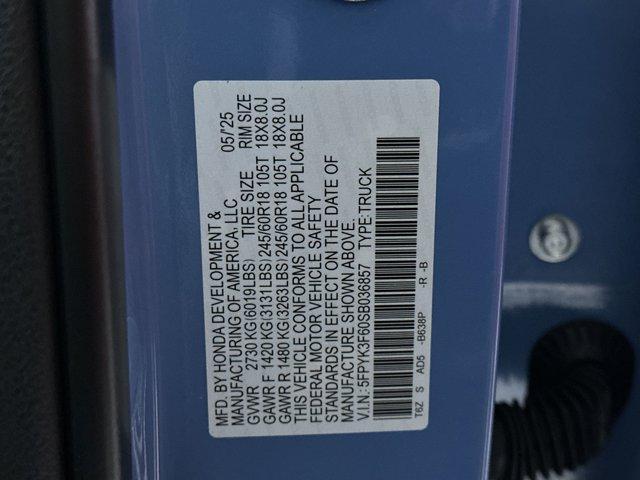 MFD. BY HONDA DEVELOPMENT &
MANUFACTURING OF AMERICA, LLC 05/'25
GVWR 2730 KG(6019LBS) TIRE SIZE RIM SIZE
GAWR F 1420 KG(3131LBS) 245/60R18 105T 18X8.0J
GAWR R 1480 KG(3263LBS) 245/60R18 105T 18X8.0J
THIS VEHICLE CONFORMS TO ALL APPLICABLE
FEDERAL MOTOR VEHICLE SAFETY
STANDARDS IN EFFECT ON THE DATE OF
MANUFACTURE SHOWN ABOVE.
V.I.N.: 5FPYK3F60SB036857 TYPE: TRUCK
T6Z S AD5 -B638P -R -B